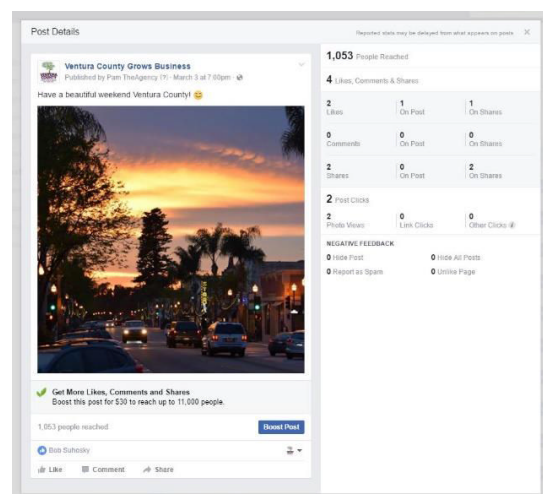 Post Details
Reported stats may be delayed from what appears on posts
Ventura County Grows Business
Published by Pam TheAgency [?] · March 3 at 7:00pm ·
Have a beautiful weekend Ventura County! 😊
Get More Likes, Comments and Shares
Boost this post for $30 to reach up to 11,000 people.
1,053 people reached
Boost Post
Bob Suhosky
Like Comment Share
1,053 People Reached
4 Likes, Comments & Shares
2 1 1
Likes On Post On Shares
0 0 0
Comments On Post On Shares
2 0 2
Shares On Post On Shares
2 Post Clicks
2 0 0
Photo Views Link Clicks Other Clicks
NEGATIVE FEEDBACK
0 Hide Post 0 Hide All Posts
0 Report as Spam 0 Unlike Page